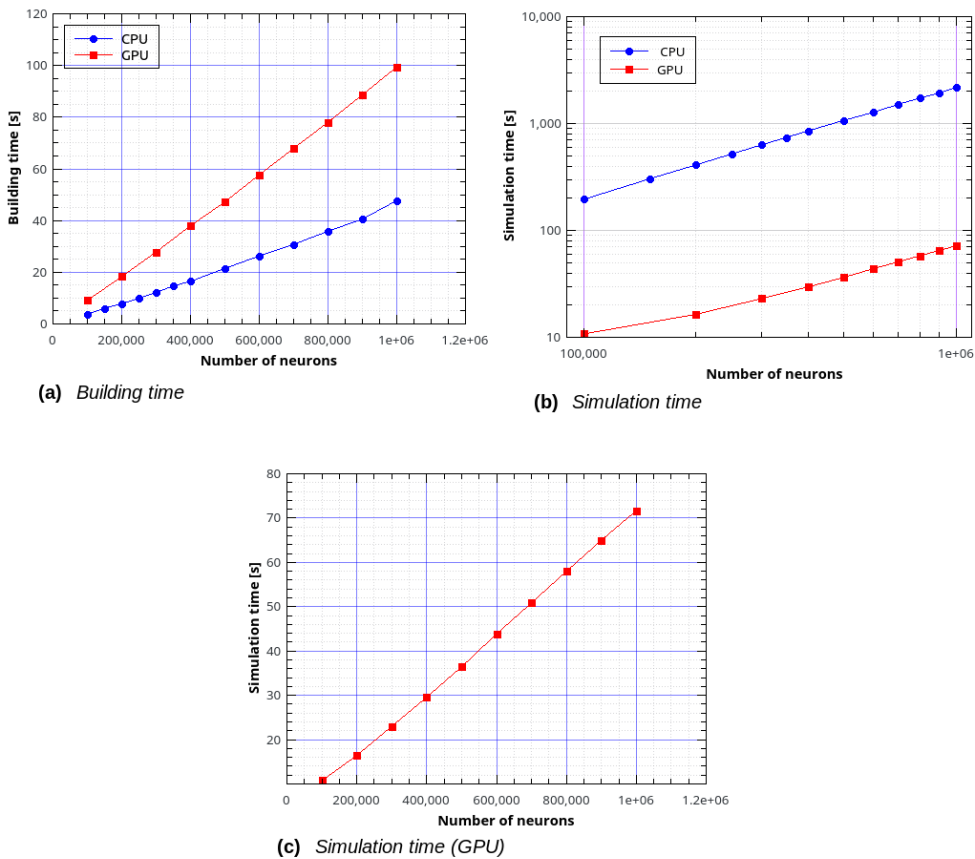 120
100
80
60
40
20
0
Building time [s]
CPU
GPU
0 200,000 400,000 600,000 800,000 1e+06 1.2e+06
Number of neurons
(a) Building time
10,000
1,000
100
10
Simulation time [s]
CPU
GPU
100,000 1e+06
Number of neurons
(b) Simulation time
80
70
60
50
40
30
20
Simulation time [s]
0 200,000 400,000 600,000 800,000 1e+06 1.2e+06
Number of neurons
(c) Simulation time (GPU)